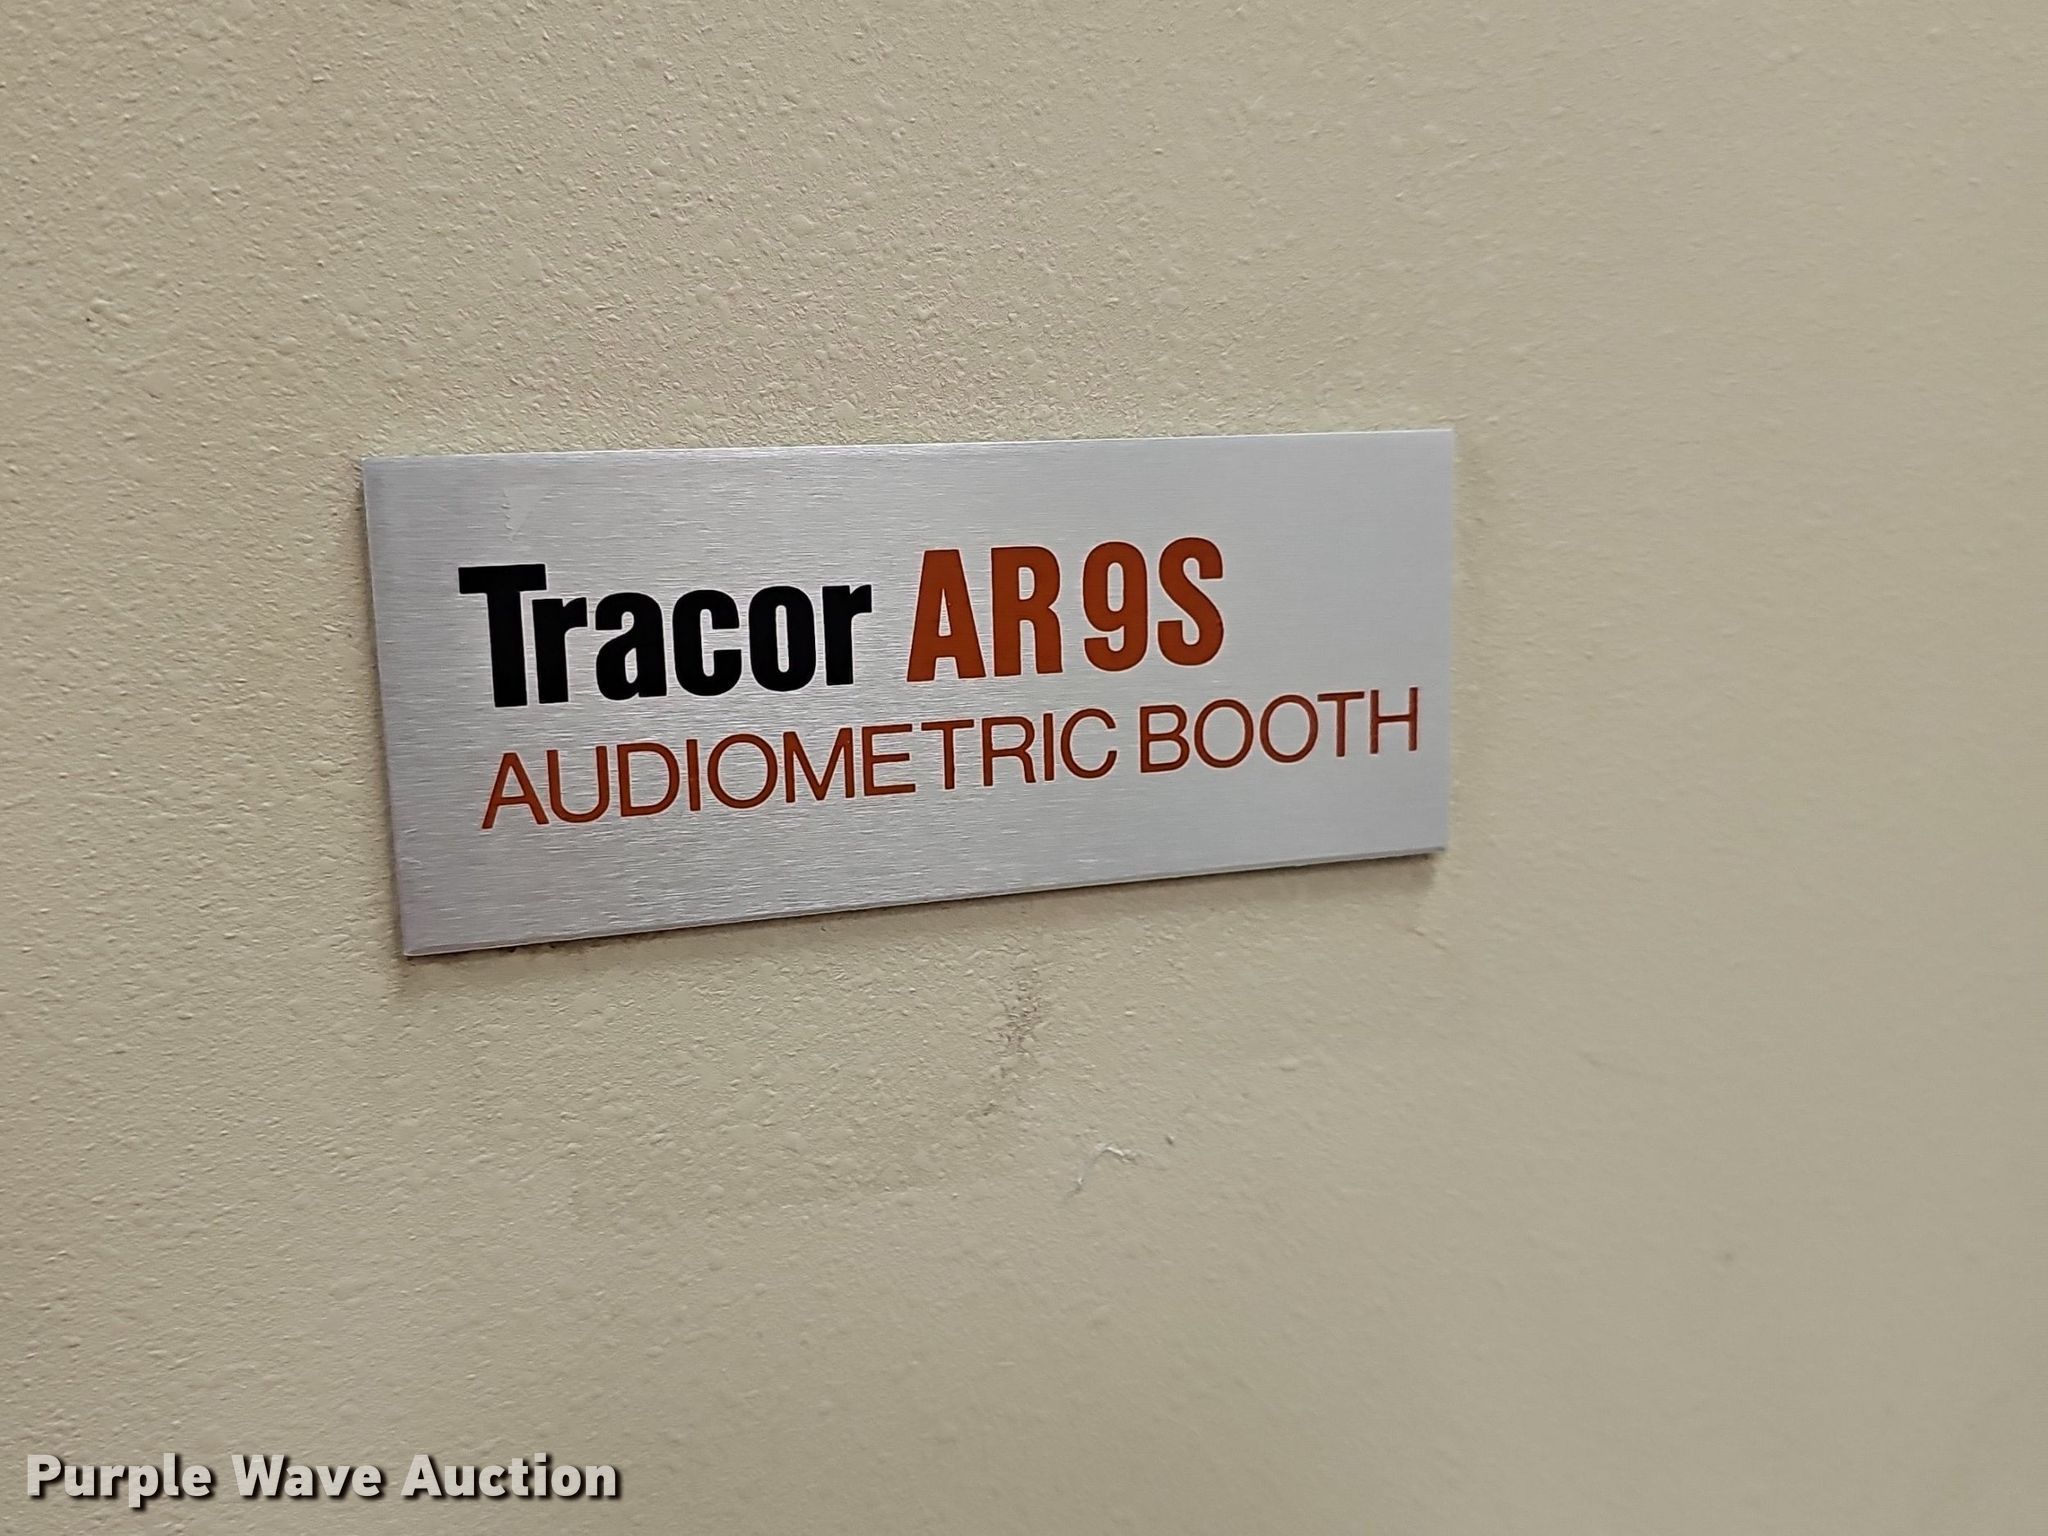 Tracor AR9S
AUDIOMETRIC BOOTH
Purple Wave Auction